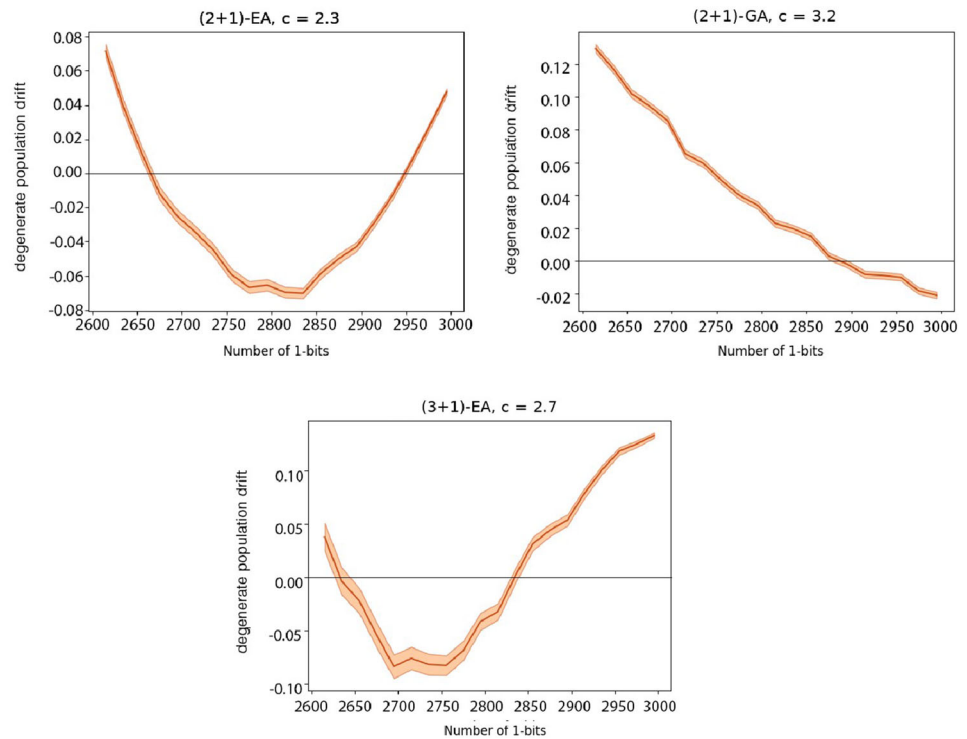 (2+1)-EA, c = 2.3
degenerate population drift
0.08
0.06
0.04
0.02
0.00
-0.02
-0.04
-0.06
-0.08
2600 2650 2700 2750 2800 2850 2900 2950 3000
Number of 1-bits
(2+1)-GA, c = 3.2
degenerate population drift
0.12
0.10
0.08
0.06
0.04
0.02
0.00
-0.02
2600 2650 2700 2750 2800 2850 2900 2950 3000
Number of 1-bits
(3+1)-EA, c = 2.7
degenerate population drift
0.10
0.05
0.00
-0.05
-0.10
2600 2650 2700 2750 2800 2850 2900 2950 3000
Number of 1-bits